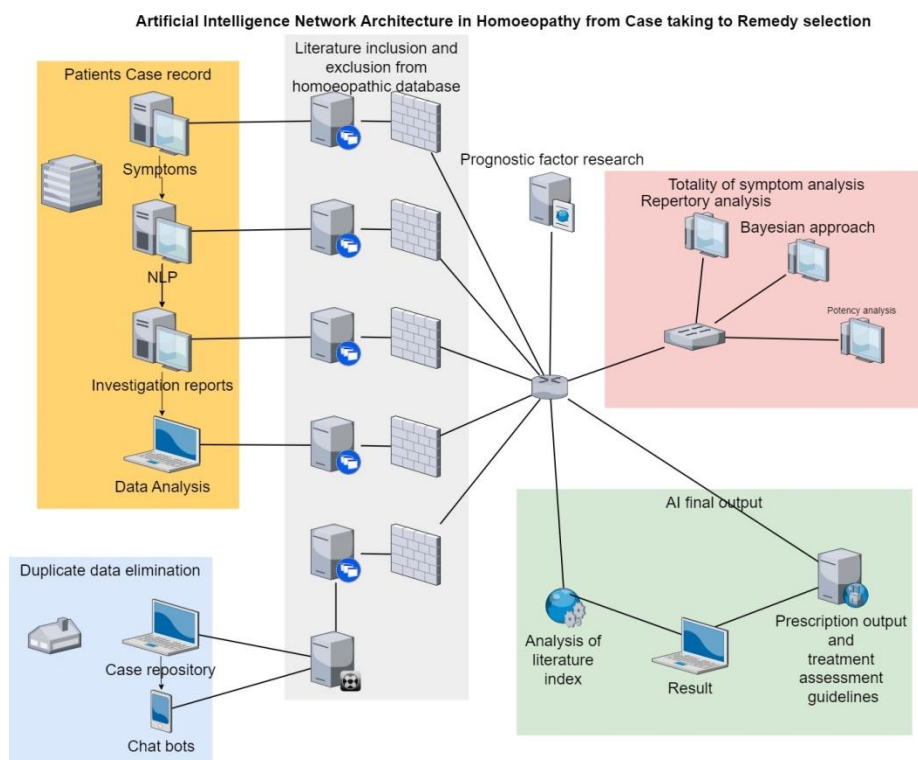 Artificial Intelligence Network Architecture in Homoeopathy from Case taking to Remedy selection
Patients Case record
Symptoms
NLP
Investigation reports
Data Analysis
Literature inclusion and
exclusion from
homoeopathic database
Prognostic factor research
Totality of symptom analysis
Repertory analysis
Bayesian approach
Potency analysis
Duplicate data elimination
Case repository
Chat bots
AI final output
Analysis of
literature
index
Result
Prescription output
and
treatment
assessment
guidelines